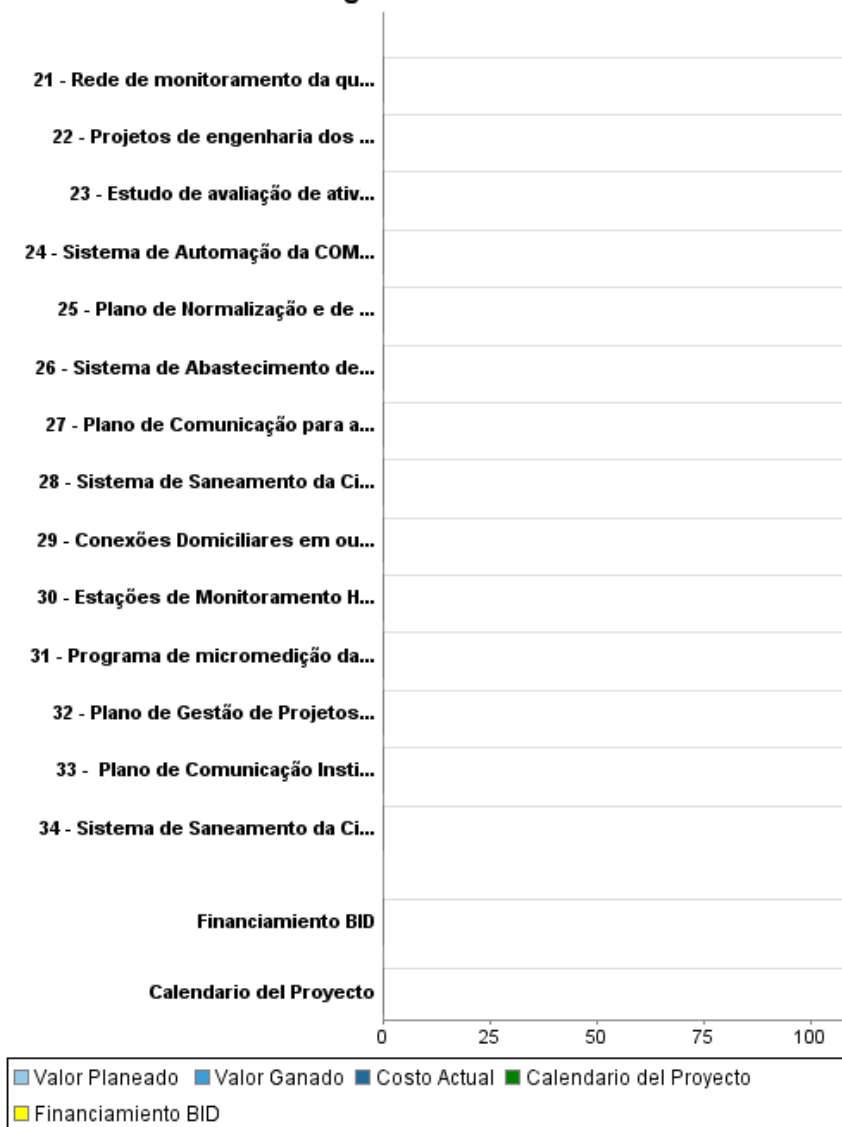 21 - Rede de monitoramento da qu...
22 - Projetos de engenharia dos ...
23 - Estudo de avaliação de ativ...
24 - Sistema de Automação da COM...
25 - Plano de Normalização e de ...
26 - Sistema de Abastecimento de...
27 - Plano de Comunicação para a...
28 - Sistema de Saneamento da Ci...
29 - Conexões Domiciliares em ou...
30 - Estações de Monitoramento H...
31 - Programa de micromedição da...
32 - Plano de Gestão de Projetos...
33 -  Plano de Comunicação Insti...
34 - Sistema de Saneamento da Ci...
Financiamiento BID
Calendario del Proyecto
0 25 50 75 100
Valor Planeado Valor Ganado Costo Actual Calendario del Proyecto
Financiamiento BID